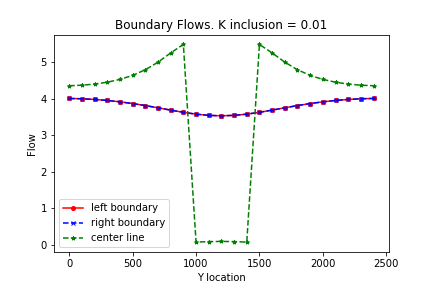 Boundary Flows. K inclusion = 0.01
Flow
5
4
3
2
1
0
left boundary
right boundary
center line
0
500
1000
1500
2000
2500
Y location